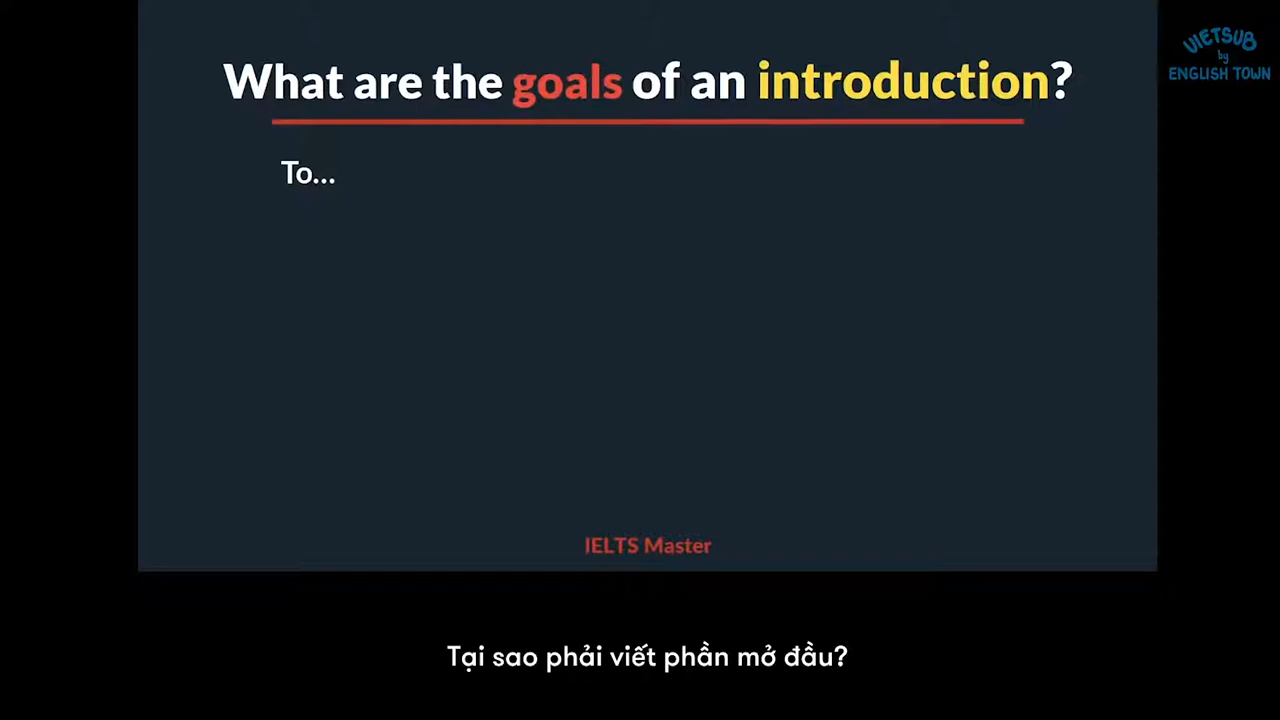 What are the goals of an introduction?
VIETSUB
by
ENGLISH TOWN
To...
IELTS Master
Tại sao phải viết phần mở đầu?